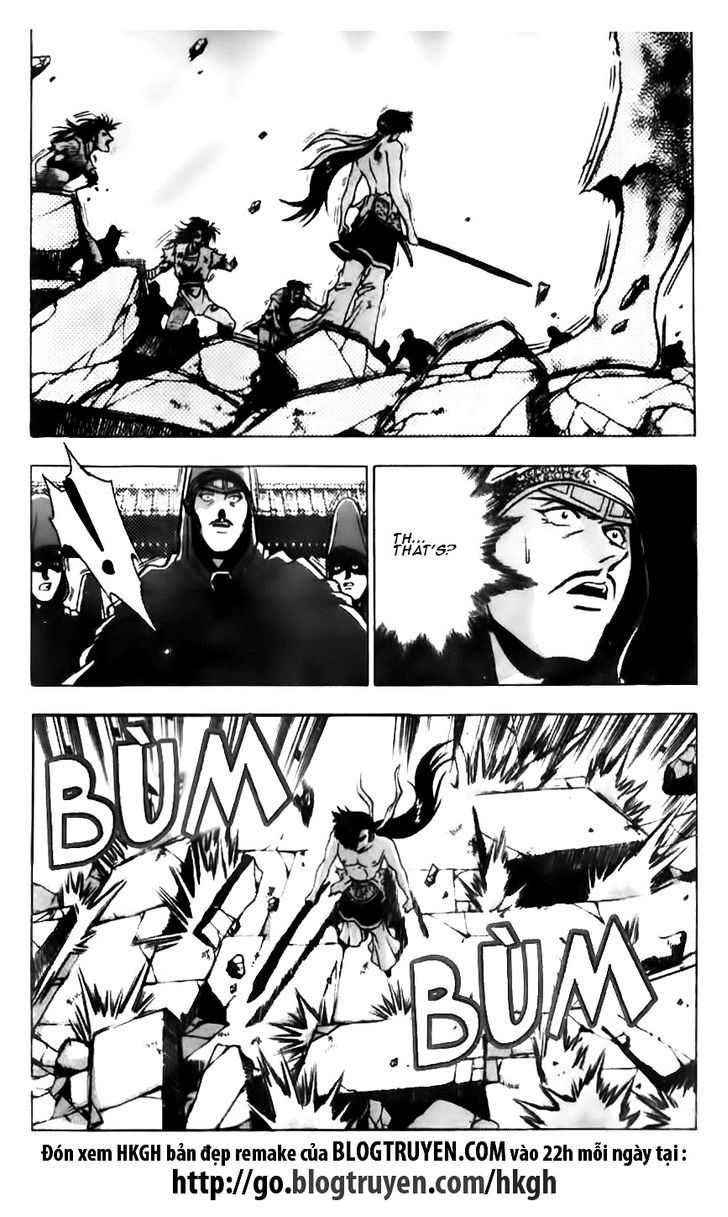 !
TH...
THAT'S?
BÙM
BÙM
Đón xem HKGH bản đẹp remake của BLOGTRUYEN.COM vào 22h mỗi ngày tại :
http://go.blogtruyen.com/hkgh